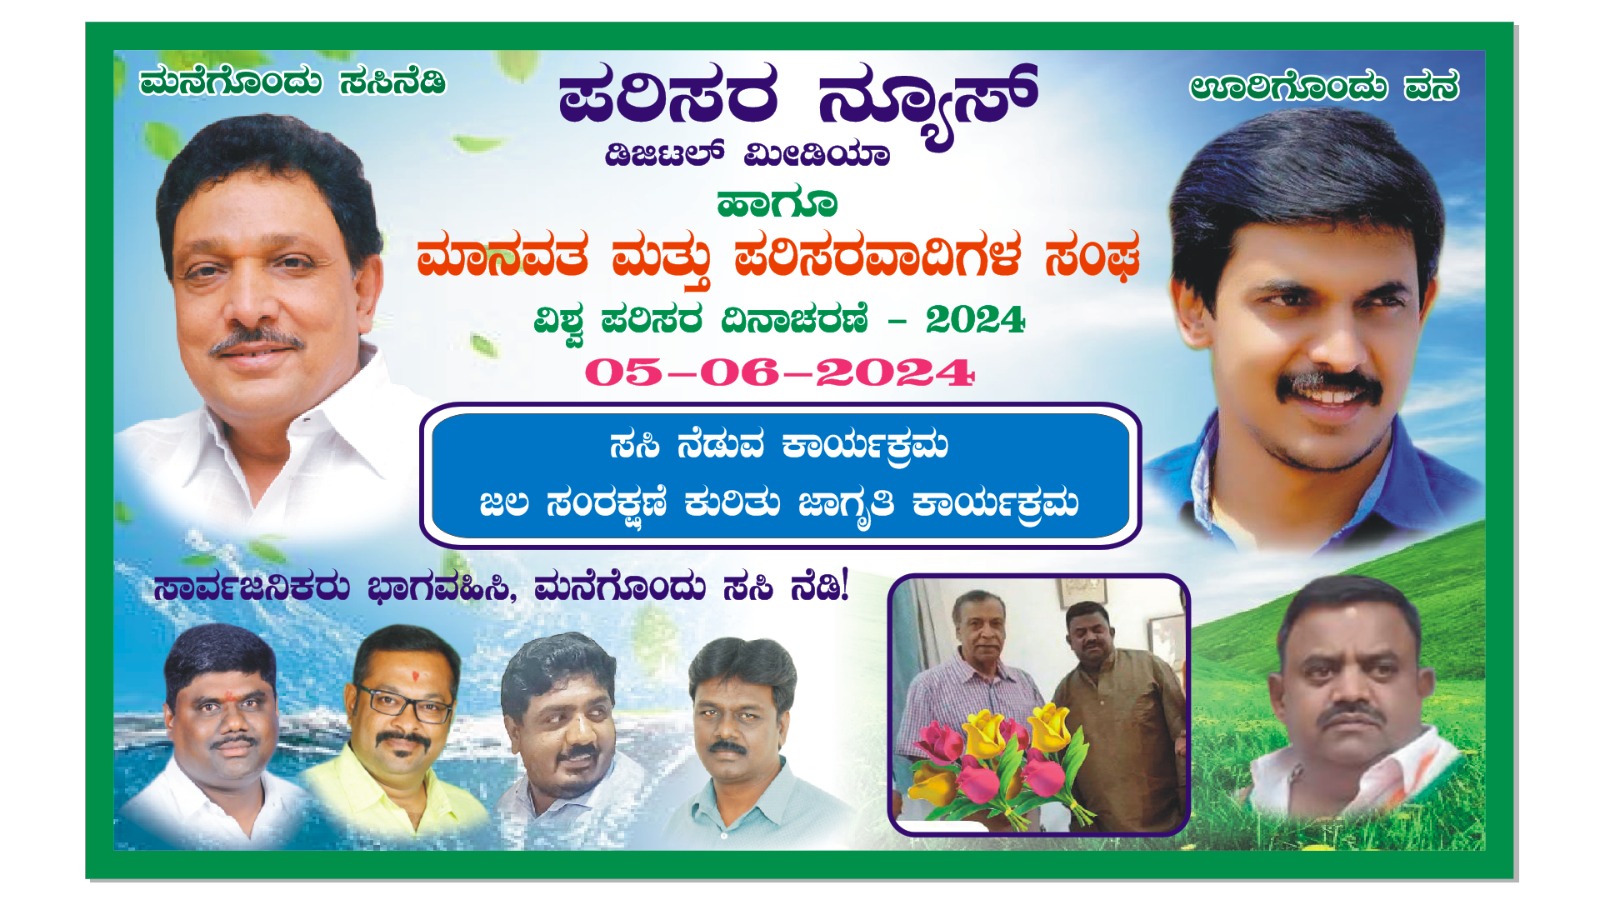 ಮನೆಗೊಂದು ಸಸಿನೆಡಿ
ಪರಿಸರ ನ್ಯೂಸ್
ಊರಿಗೊಂದು ವನ
ಡಿಜಿಟಲ್ ಮೀಡಿಯಾ
ಹಾಗೂ
ಮಾನವತ ಮತ್ತು ಪರಿಸರವಾದಿಗಳ ಸಂಘ
ವಿಶ್ವ ಪರಿಸರ ದಿನಾಚರಣೆ - 2024
05-06-2024
ಸಸಿ ನೆಡುವ ಕಾರ್ಯಕ್ರಮ
ಜಲ ಸಂರಕ್ಷಣೆ ಕುರಿತು ಜಾಗೃತಿ ಕಾರ್ಯಕ್ರಮ
ಸಾರ್ವಜನಿಕರು ಭಾಗವಹಿಸಿ, ಮನೆಗೊಂದು ಸಸಿ ನೆಡಿ!